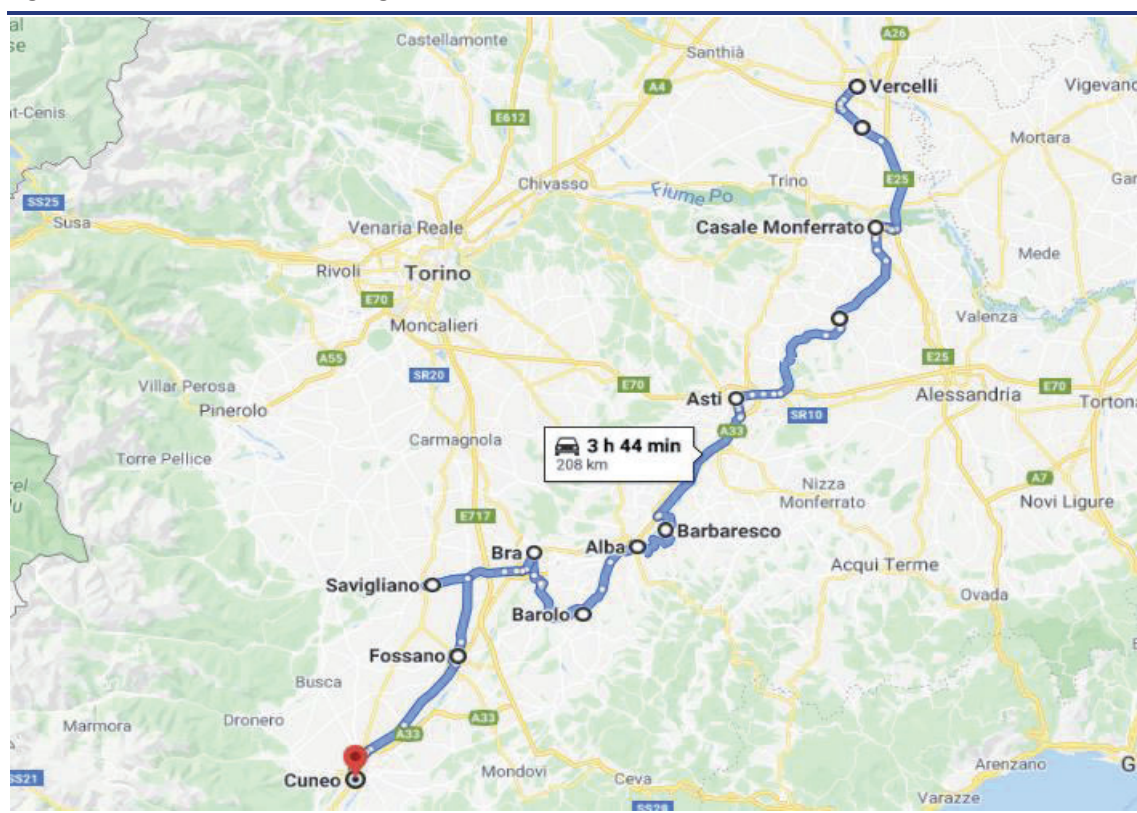 A26
Castellamonte
Santhià
Vercelli
Vigevano
A4
t-Cenis
E612
Mortara
Chivasso
Fiume Po
Trino
E25
SS25
Susa
Venaria Reale
Casale Monferrato
Rivoli
Torino
Mede
E70
Moncalieri
Valenza
A55
SR20
E25
Villar Perosa
E70
Asti
Alessandria
E70
Pinerolo
SR10
Tortona
Carmagnola
A33
Torre Pellice
3 h 44 min
208 km
A7
Nizza
Monferrato
Novi Ligure
E717
Barbaresco
Bra
Alba
Acqui Terme
Savigliano
Ovada
Barolo
Fossano
Busca
Marmora
Dronero
A33
A33
Arenzano
G
SS21
Cuneo
Mondovì
Ceva
SS28
Varazze